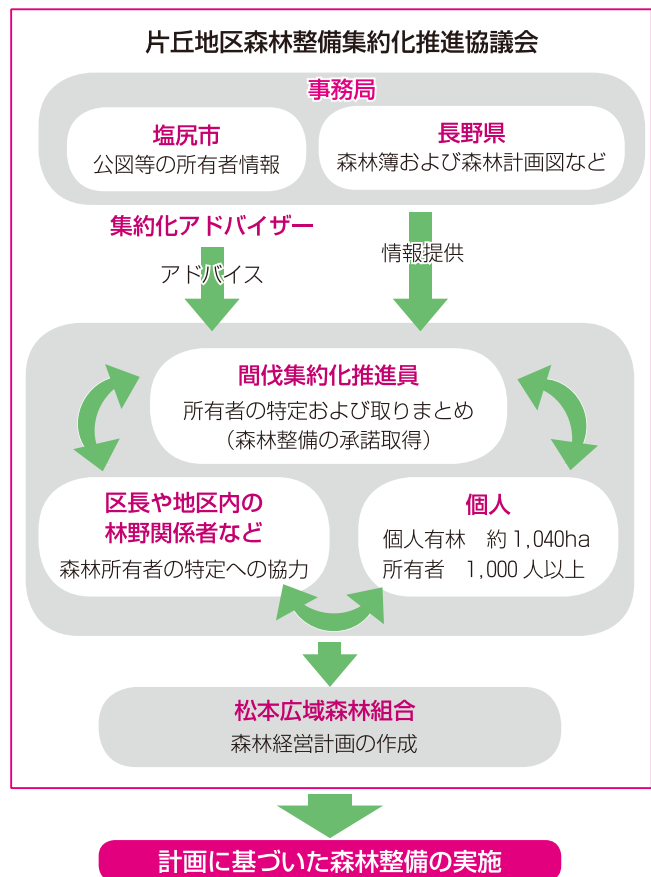 片丘地区森林整備集約化推進協議会
事務局
塩尻市
公図等の所有者情報
長野県
森林簿および森林計画図など
集約化アドバイザー
アドバイス
情報提供
間伐集約化推進員
所有者の特定および取りまとめ
（森林整備の承諾取得）
区長や地区内の
林野関係者など
森林所有者の特定への協力
個人
個人有林　約1,040ha
所有者　1,000人以上
松本広域森林組合
森林経営計画の作成
計画に基づいた森林整備の実施